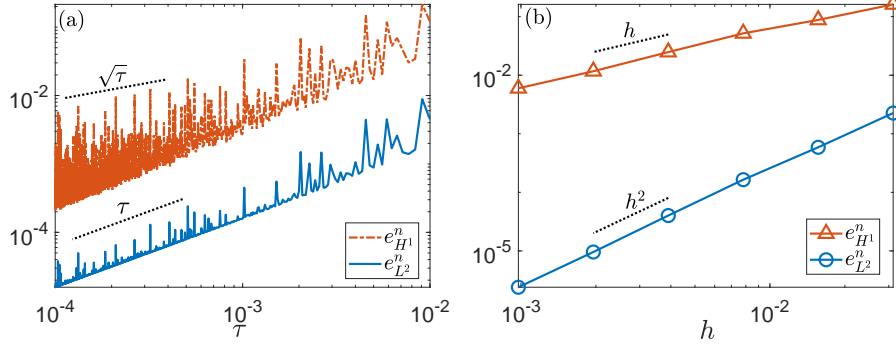 (a)
√τ
10^-2
τ
10^-4
e^n_{H^1}
e^n_{L^2}
10^-4
10^-3
10^-2
τ
(b)
h
10^-2
h^2
10^-5
e^n_{H^1}
e^n_{L^2}
10^-3
10^-2
h